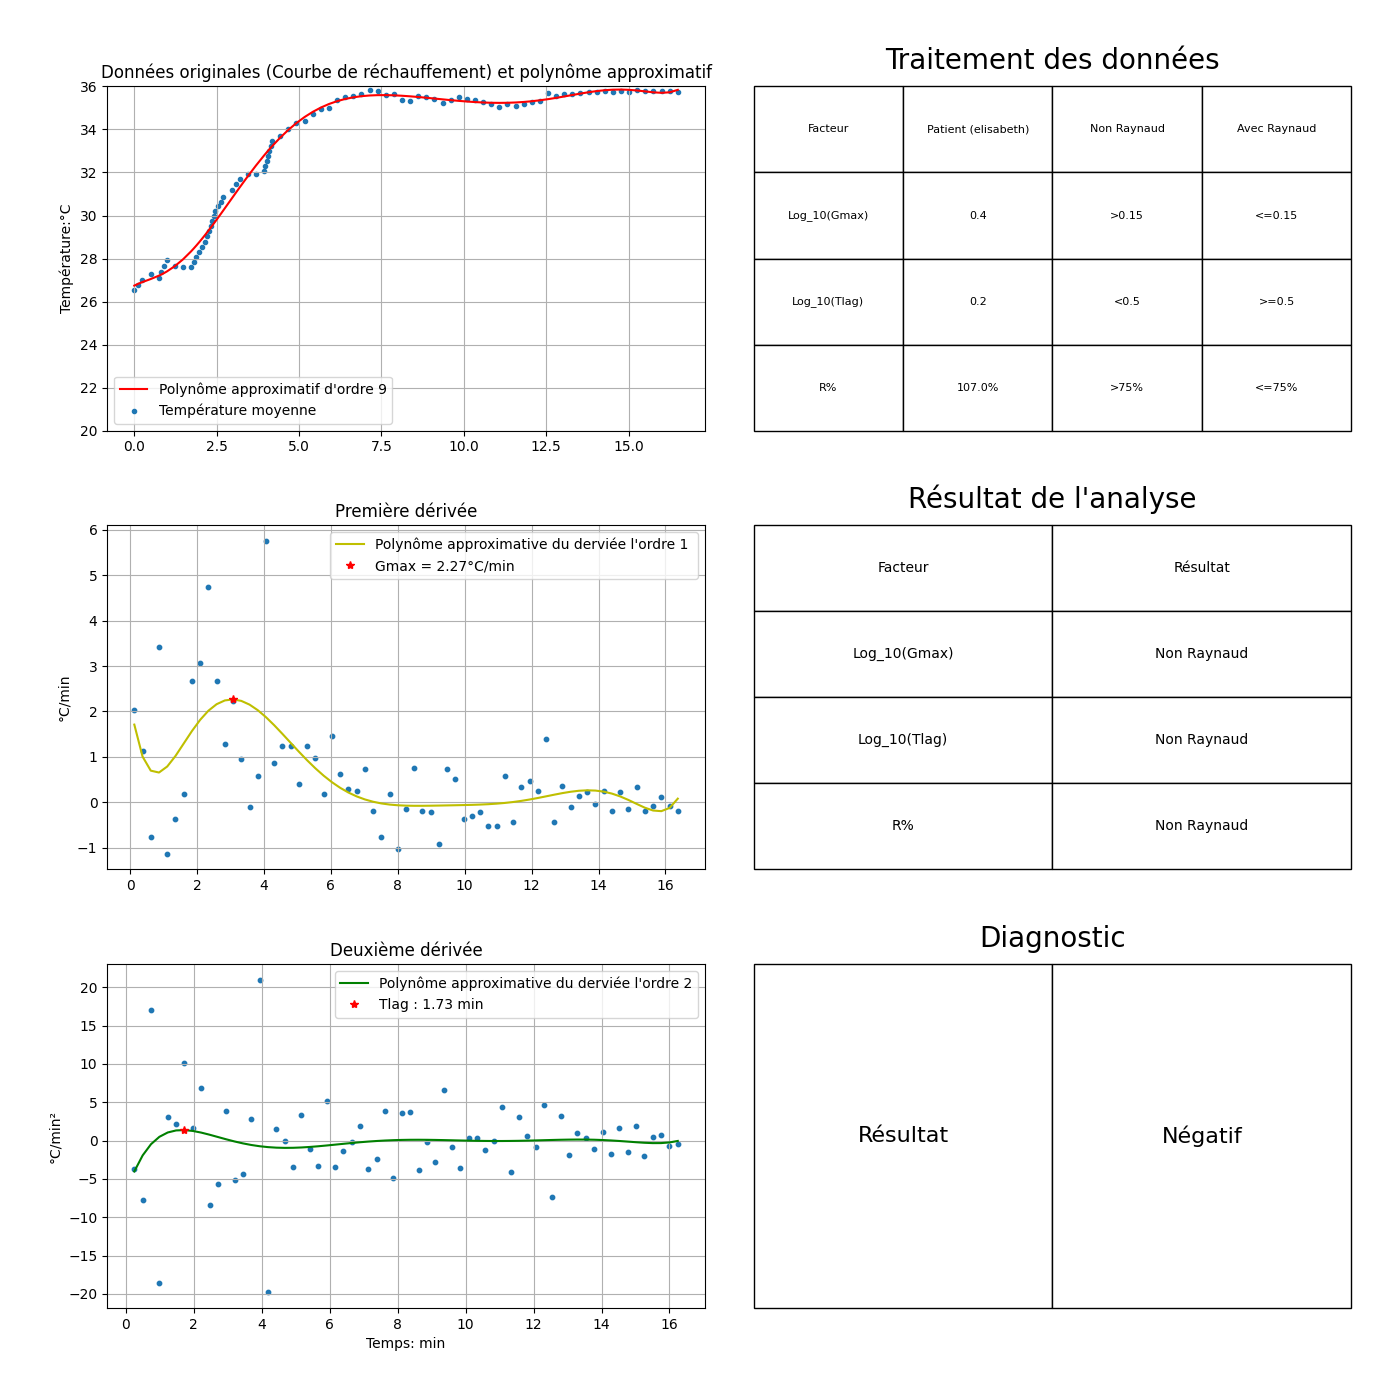 Données originales (Courbe de réchauffement) et polynôme approximatif
36
34
32
30
28
26
24
22
20
Température:°C
Polynôme approximatif d'ordre 9
Température moyenne
0.0 2.5 5.0 7.5 10.0 12.5 15.0
Traitement des données
Facteur Patient (elisabeth) Non Raynaud Avec Raynaud
Log_10(Gmax) 0.4 >0.15 <=0.15
Log_10(Tlag) 0.2 <0.5 >=0.5
R% 107.0% >75% <=75%
Première dérivée
6
5
4
3
2
1
0
−1
°C/min
Polynôme approximative du derviée l'ordre 1
Gmax = 2.27°C/min
0 2 4 6 8 10 12 14 16
Résultat de l'analyse
Facteur Résultat
Log_10(Gmax) Non Raynaud
Log_10(Tlag) Non Raynaud
R% Non Raynaud
Deuxième dérivée
20
15
10
5
0
−5
−10
−15
−20
°C/min²
Polynôme approximative du derviée l'ordre 2
Tlag : 1.73 min
0 2 4 6 8 10 12 14 16
Temps: min
Diagnostic
Résultat Négatif